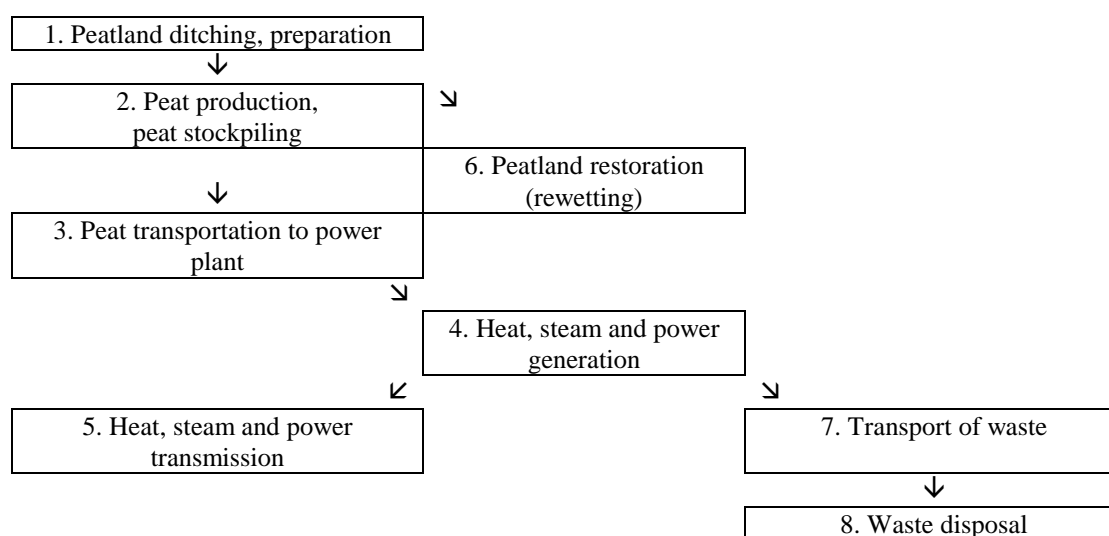 1. Peatland ditching, preparation
2. Peat production,
peat stockpiling
6. Peatland restoration
(rewetting)
3. Peat transportation to power
plant
4. Heat, steam and power
generation
5. Heat, steam and power
transmission
7. Transport of waste
8. Waste disposal